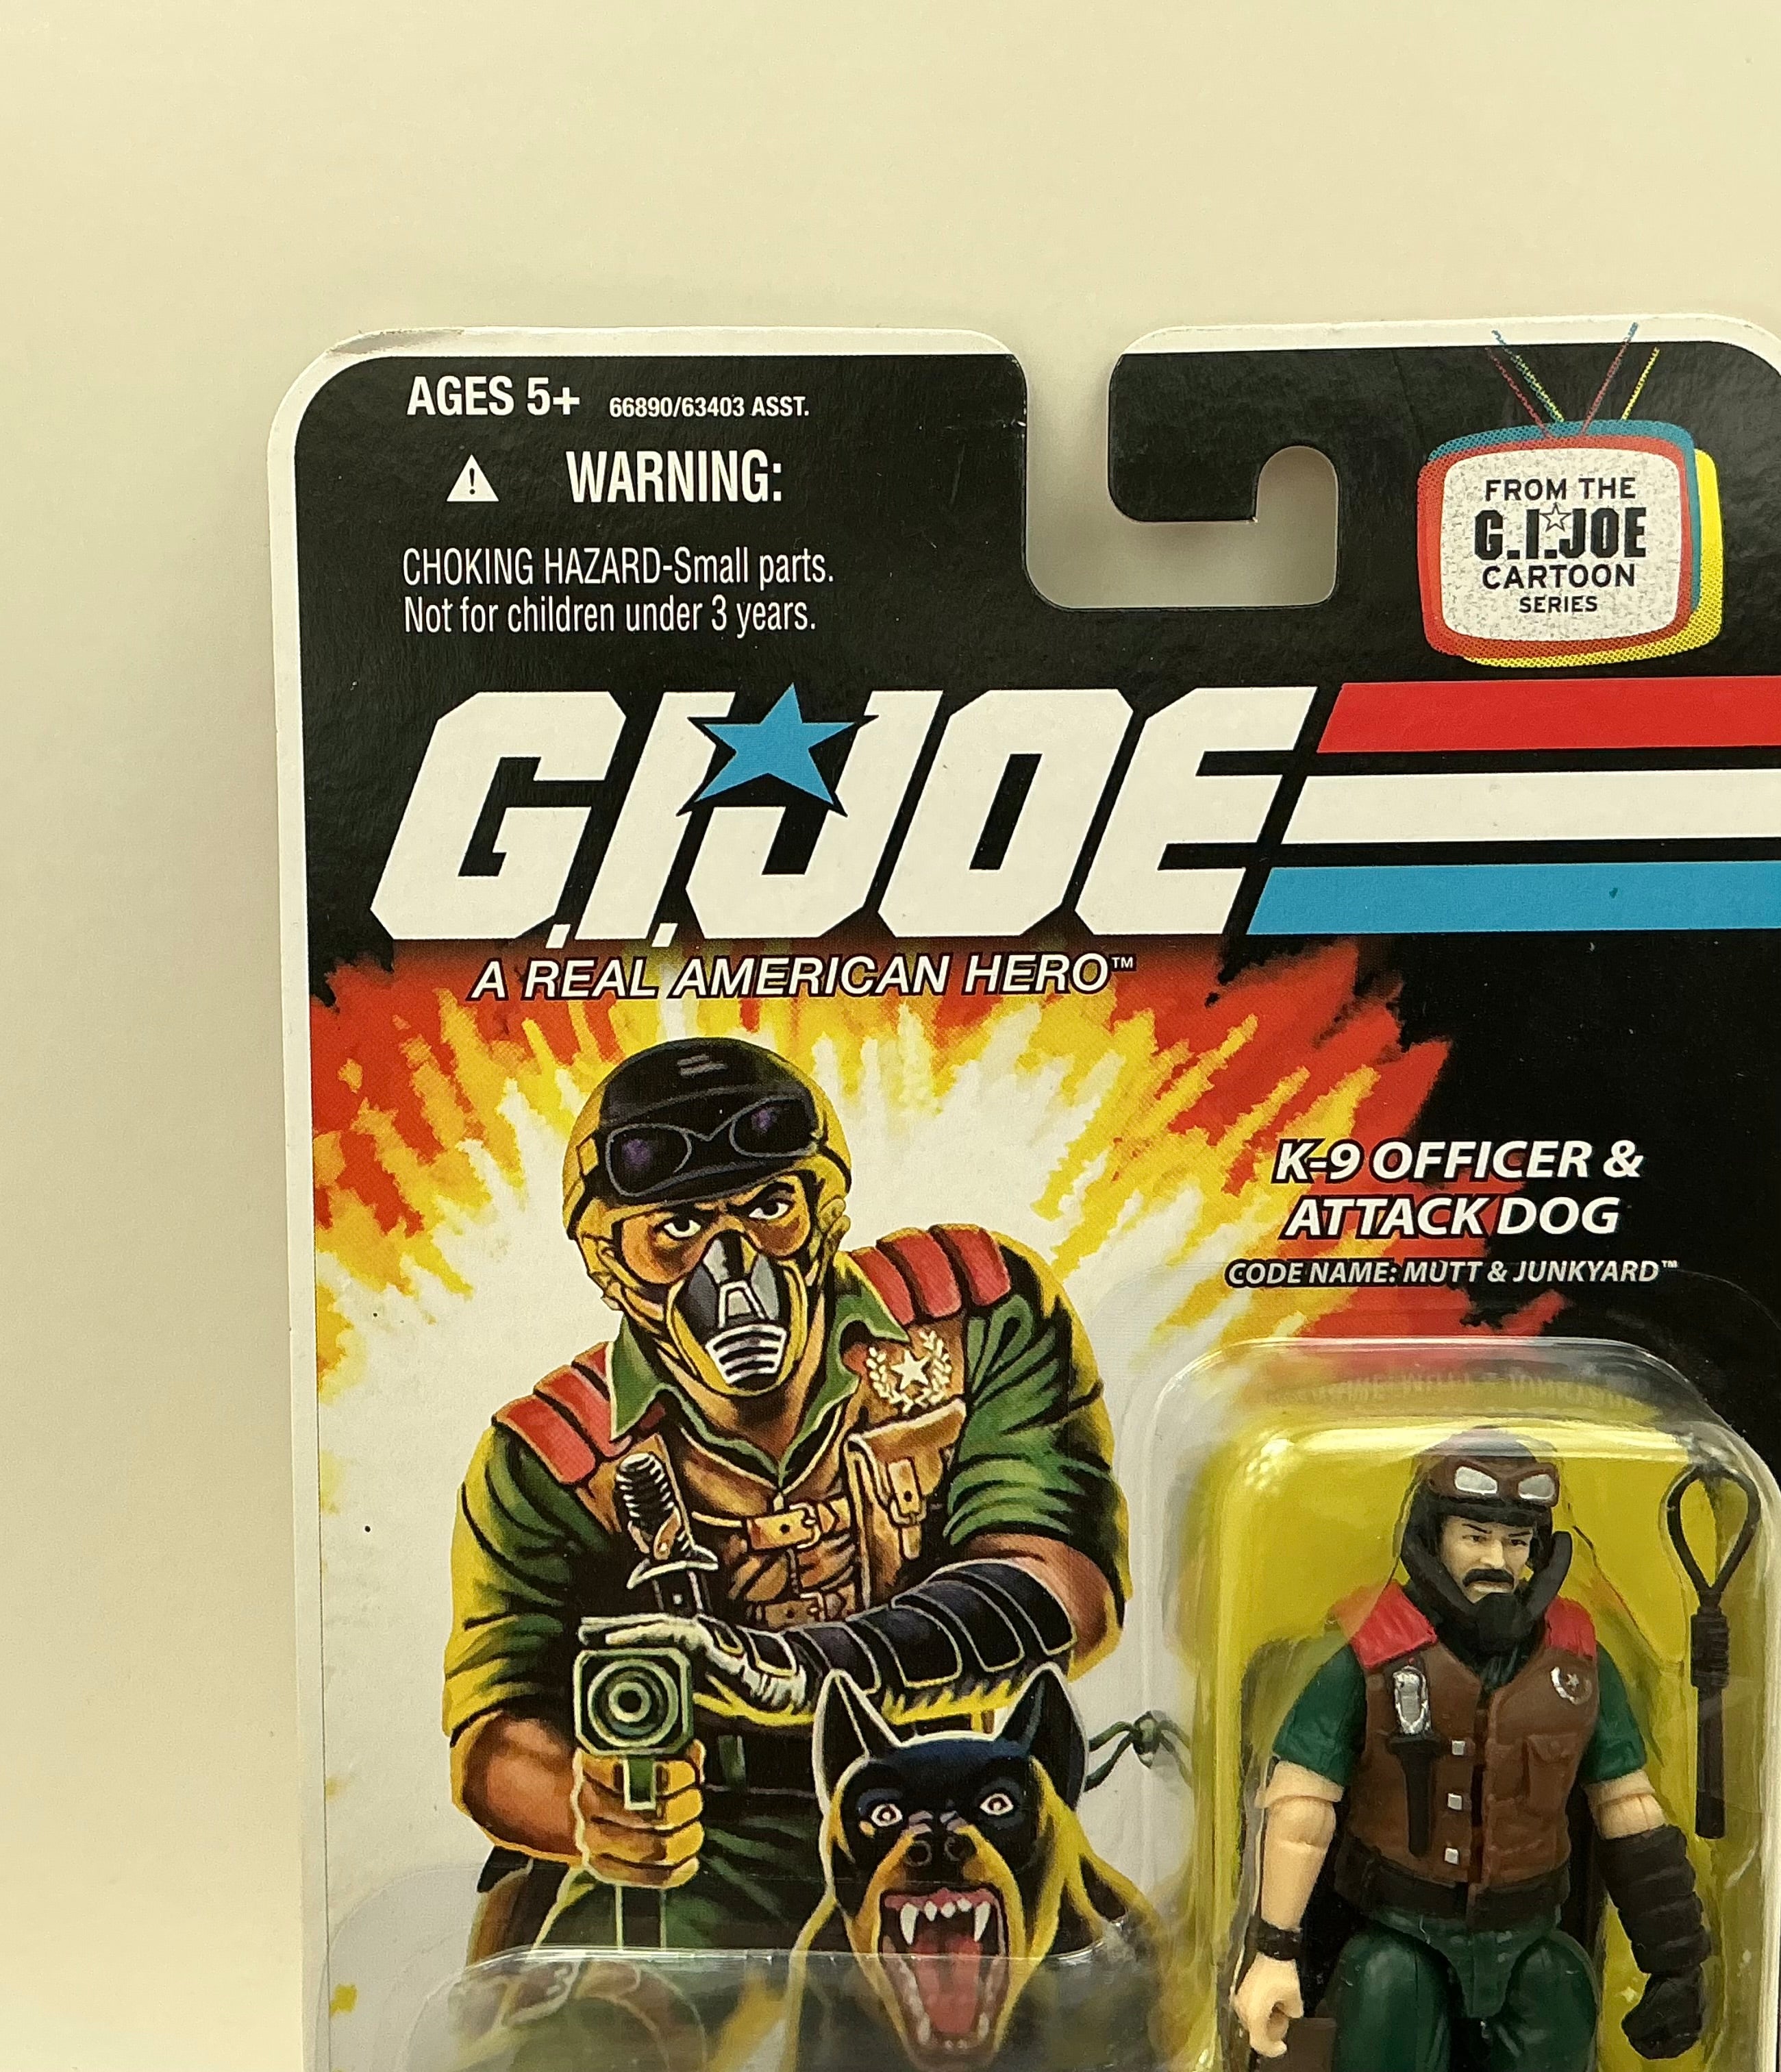 AGES 5+ 66890/63403 ASST.
WARNING:
CHOKING HAZARD-Small parts.
Not for children under 3 years.
FROM THE
G.I.JOE
CARTOON
SERIES
G.I.JOE
A REAL AMERICAN HERO™
K-9 OFFICER &
ATTACK DOG
CODE NAME: MUTT & JUNKYARD™